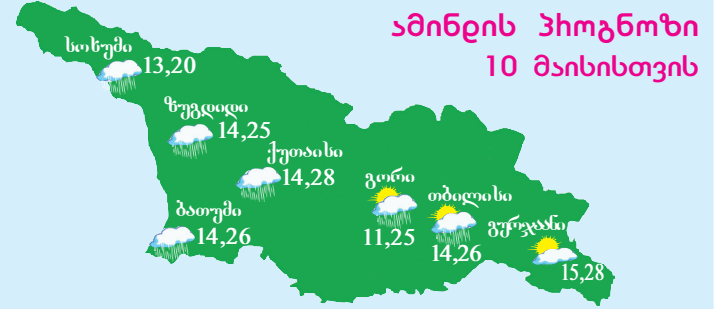 ამინდის პროგნოზი
10 მაისისთვის
სოხუმი
13,20
ზუგდიდი
14,25
ქუთაისი
14,28
გორი
11,25
თბილისი
14,26
ბათუმი
14,26
გურჯაანი
15,28